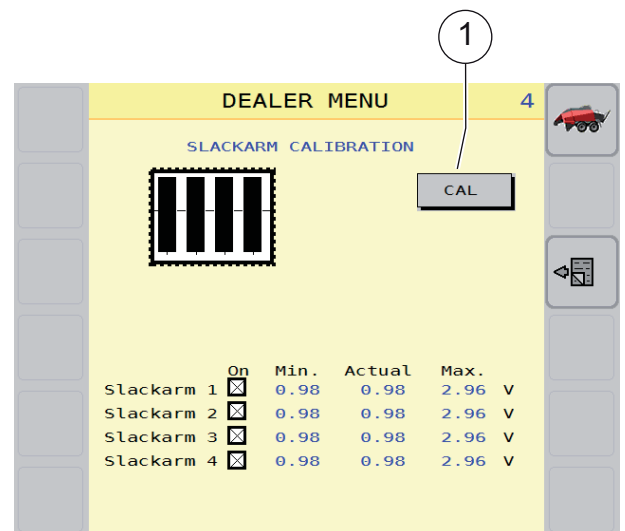 1
DEALER MENU 4
SLACKARM CALIBRATION
CAL
On Min. Actual Max.
Slackarm 1 0.98 0.98 2.96 V
Slackarm 2 0.98 0.98 2.96 V
Slackarm 3 0.98 0.98 2.96 V
Slackarm 4 0.98 0.98 2.96 V